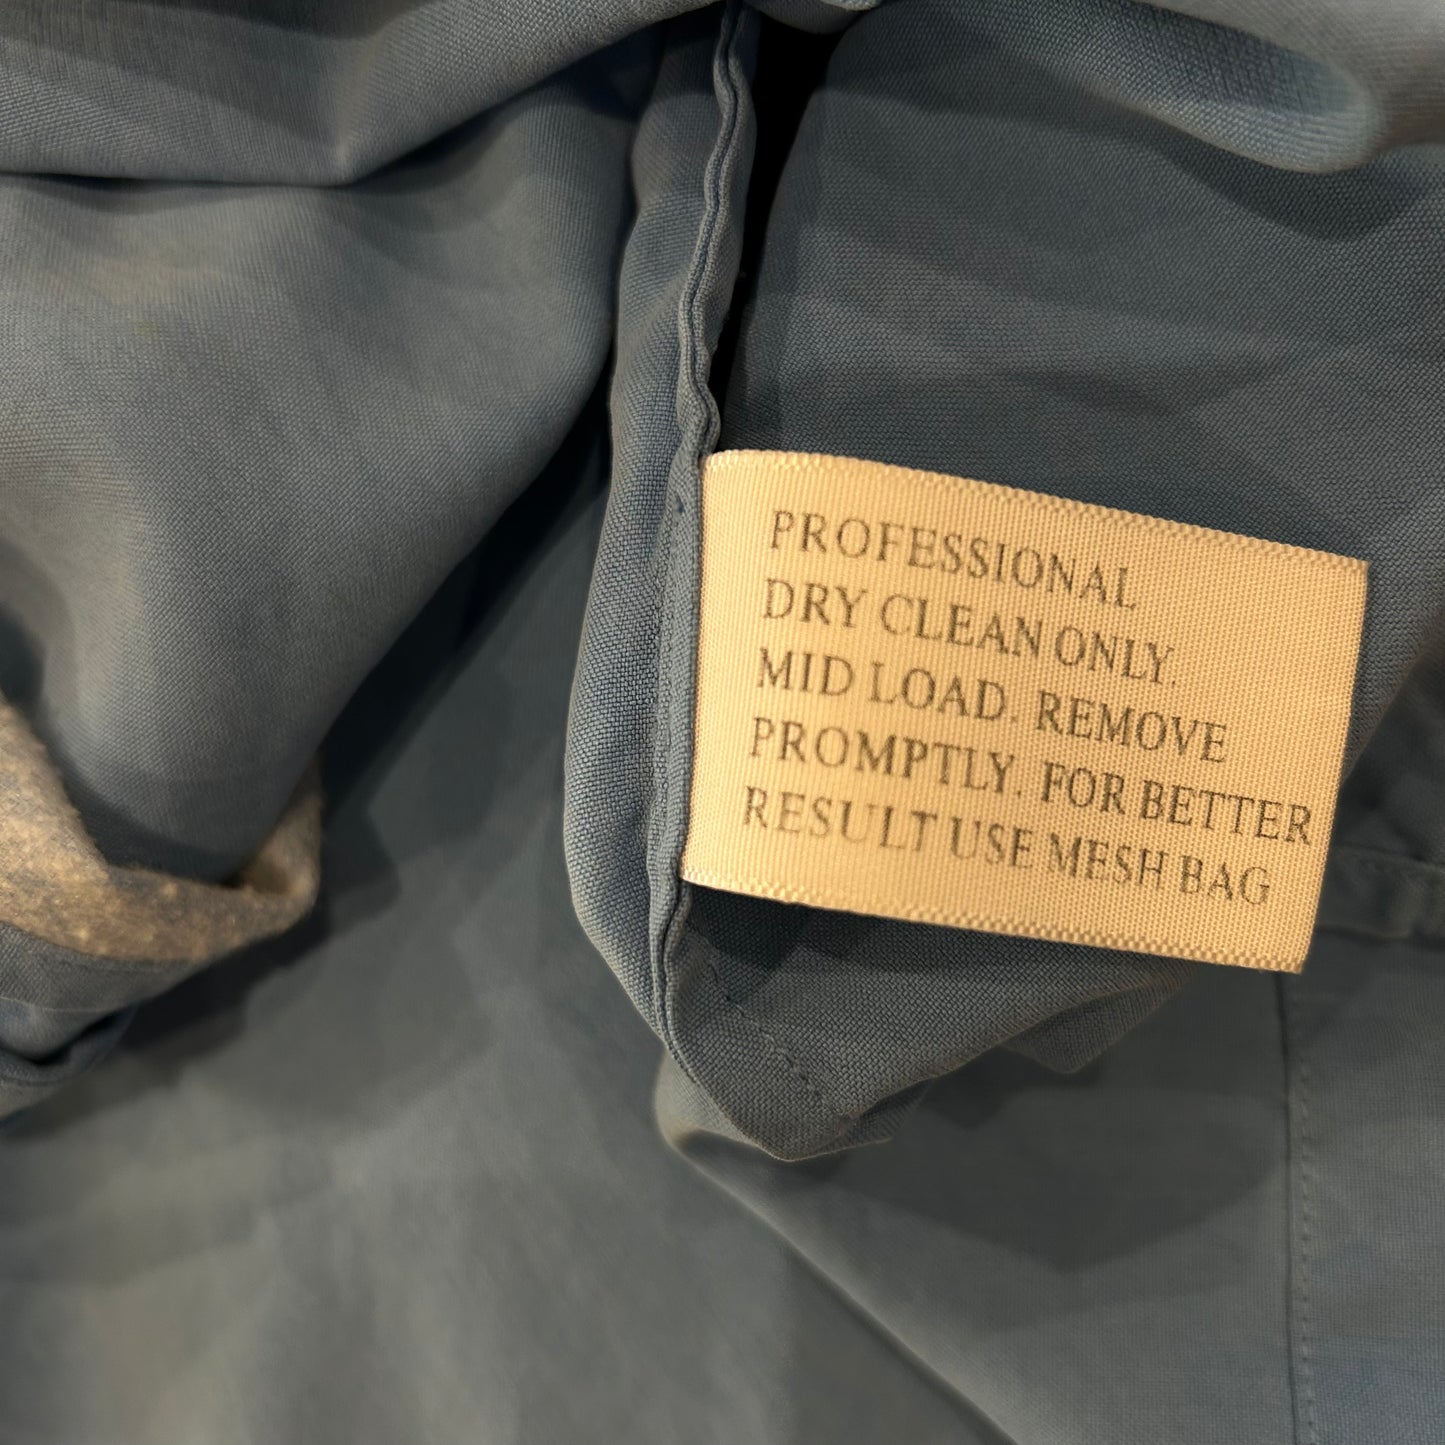 PROFESSIONAL
DRY CLEAN ONLY.
MID LOAD. REMOVE
PROMPTLY. FOR BETTER
RESULT USE MESH BAG